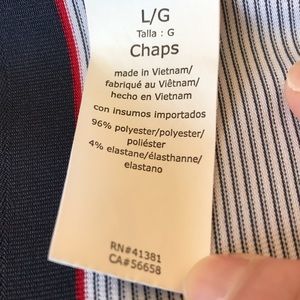 L/G
Talla : G
Chaps
made in Vietnam/
fabriqué au Viêtnam/
hecho en Vietnam
con insumos importados
96% polyester/polyester/
poliéster
4% elastane/élasthanne/
elastano
RN#41381
CA#56658